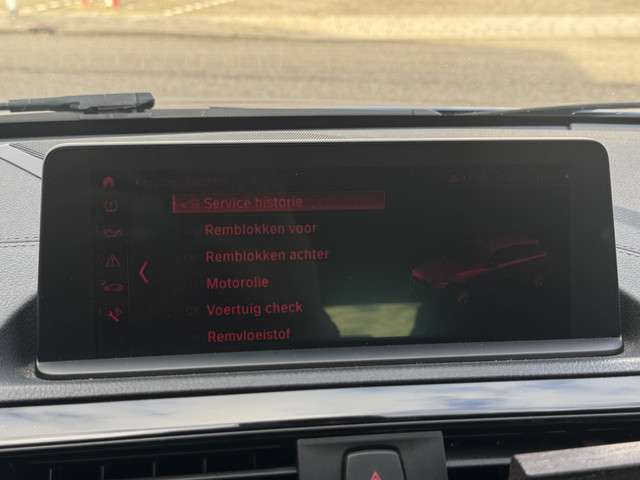 Service historie
Remblokken voor
Remblokken achter
Motorolie
Voertuig check
Remvloeistof